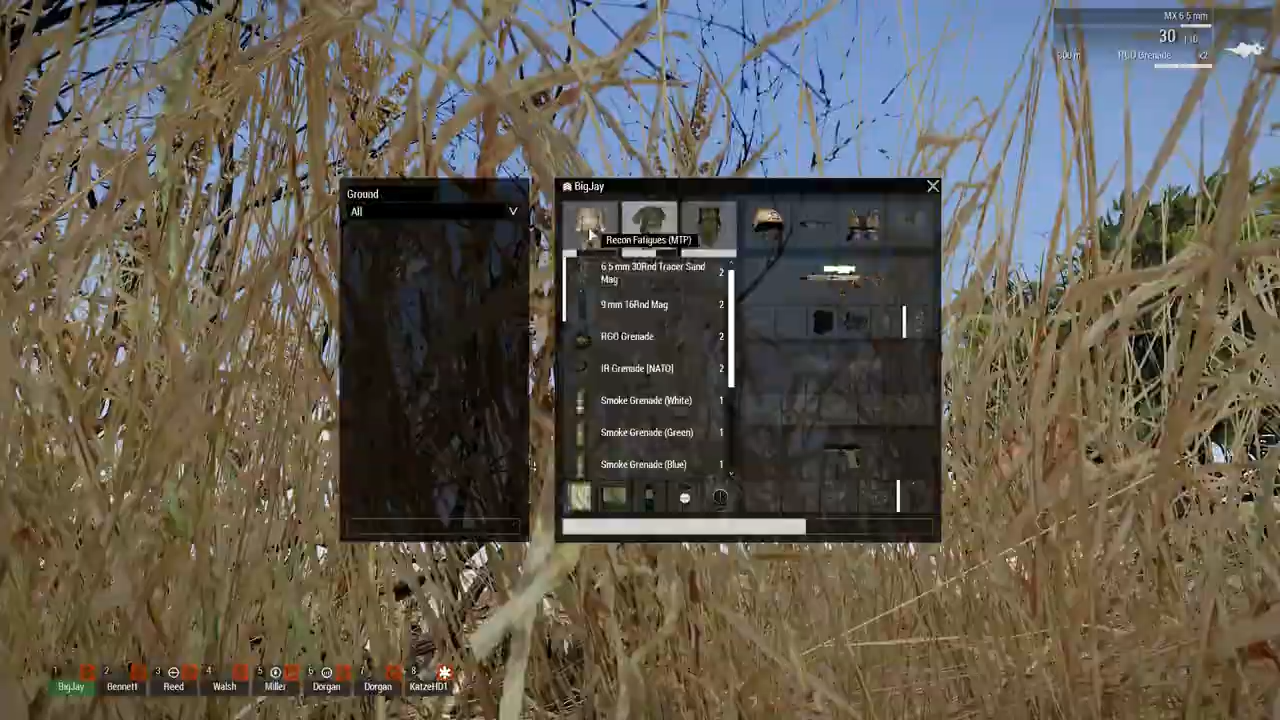 MX 6.5 mm
30
RGO Grenade x2
Ground
All
BigJay
Recon Fatigues (MTP)
6.5 mm 30Rnd Tracer Sand 2
Mag
9 mm 16Rnd Mag 2
RGO Grenade 2
IR Grenade [NATO] 2
Smoke Grenade (White) 1
Smoke Grenade (Green) 1
Smoke Grenade (Blue) 1
1 2 3 4 5 6 7 8
BigJay Bennett Reed Walsh Miller Dorgan Dorgan KatzeHD1